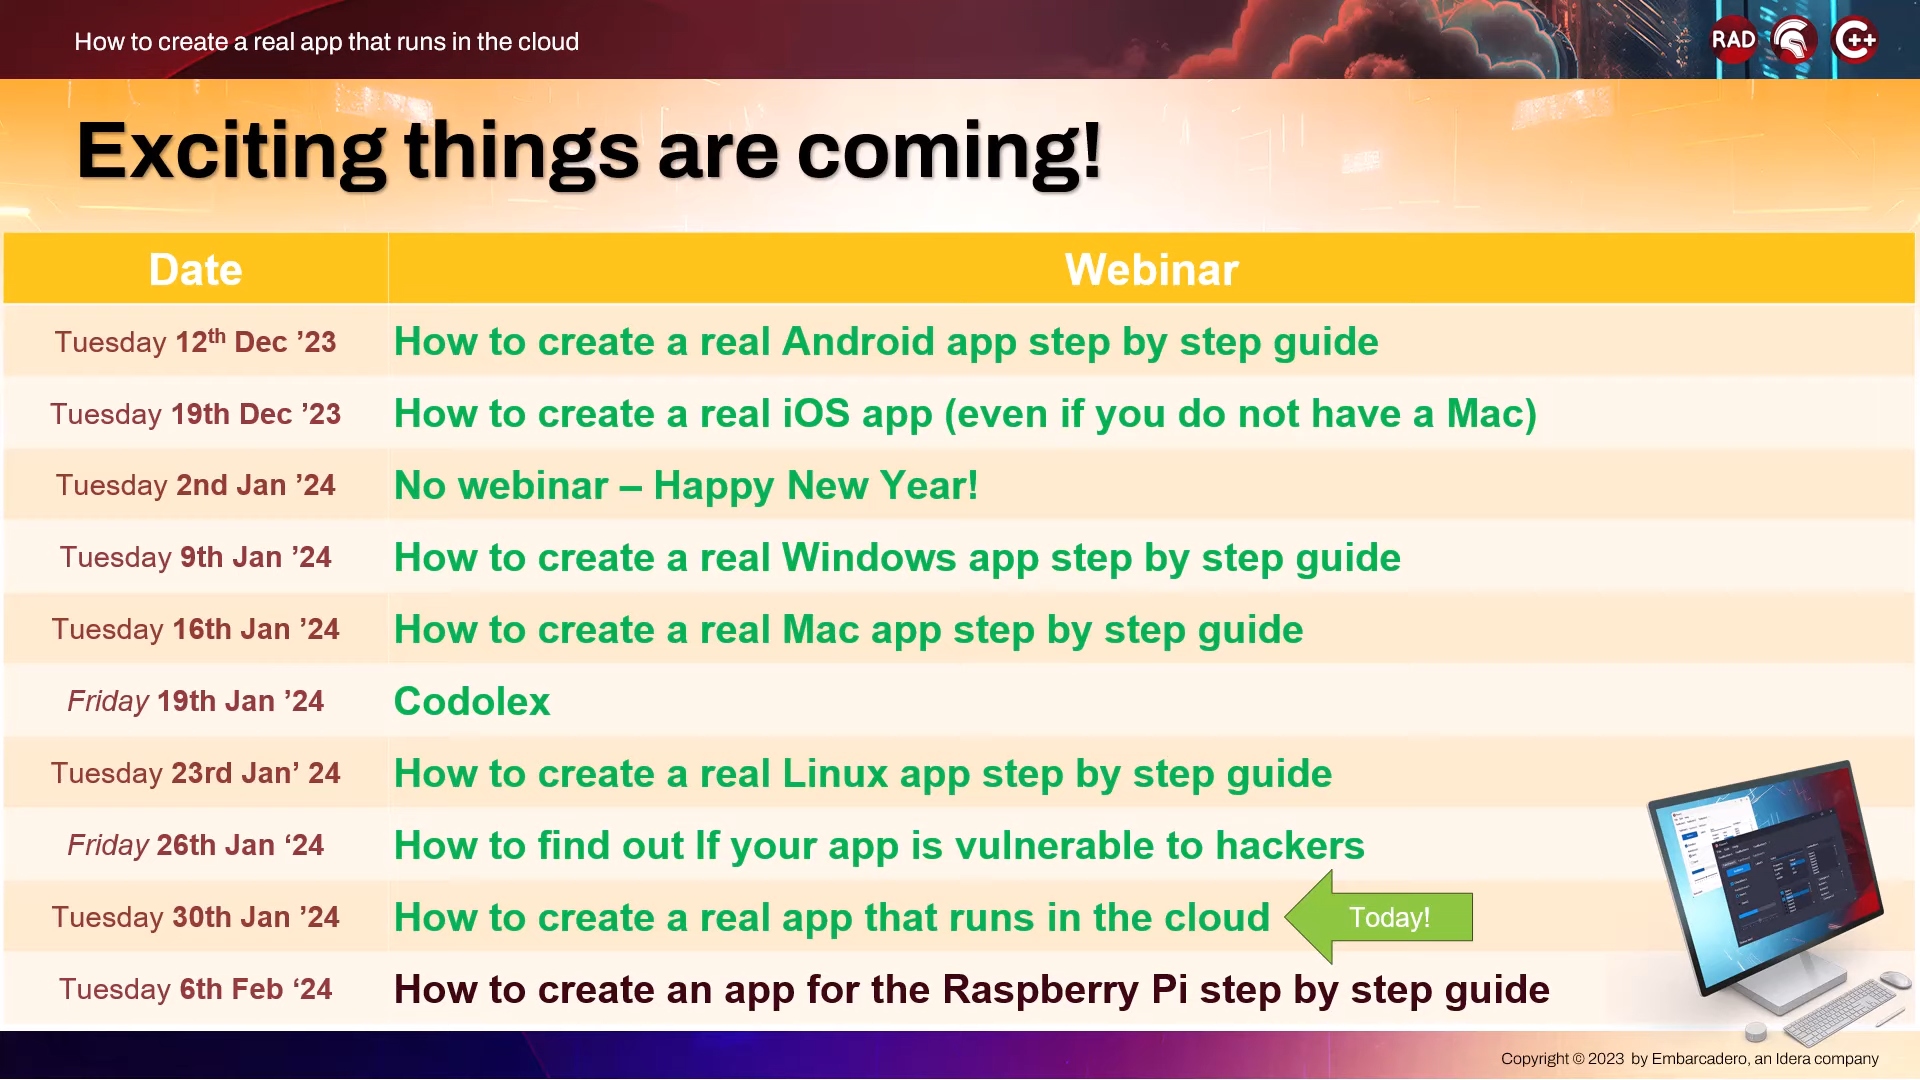 How to create a real app that runs in the cloud
RAD
C++
Exciting things are coming!
Date Webinar
Tuesday 12th Dec ’23 How to create a real Android app step by step guide
Tuesday 19th Dec ’23 How to create a real iOS app (even if you do not have a Mac)
Tuesday 2nd Jan ’24 No webinar – Happy New Year!
Tuesday 9th Jan ’24 How to create a real Windows app step by step guide
Tuesday 16th Jan ’24 How to create a real Mac app step by step guide
Friday 19th Jan ’24 Codolex
Tuesday 23rd Jan’ 24 How to create a real Linux app step by step guide
Friday 26th Jan ‘24 How to find out If your app is vulnerable to hackers
Tuesday 30th Jan ’24 How to create a real app that runs in the cloud Today!
Tuesday 6th Feb ‘24 How to create an app for the Raspberry Pi step by step guide
Copyright © 2023 by Embarcadero, an Idera company